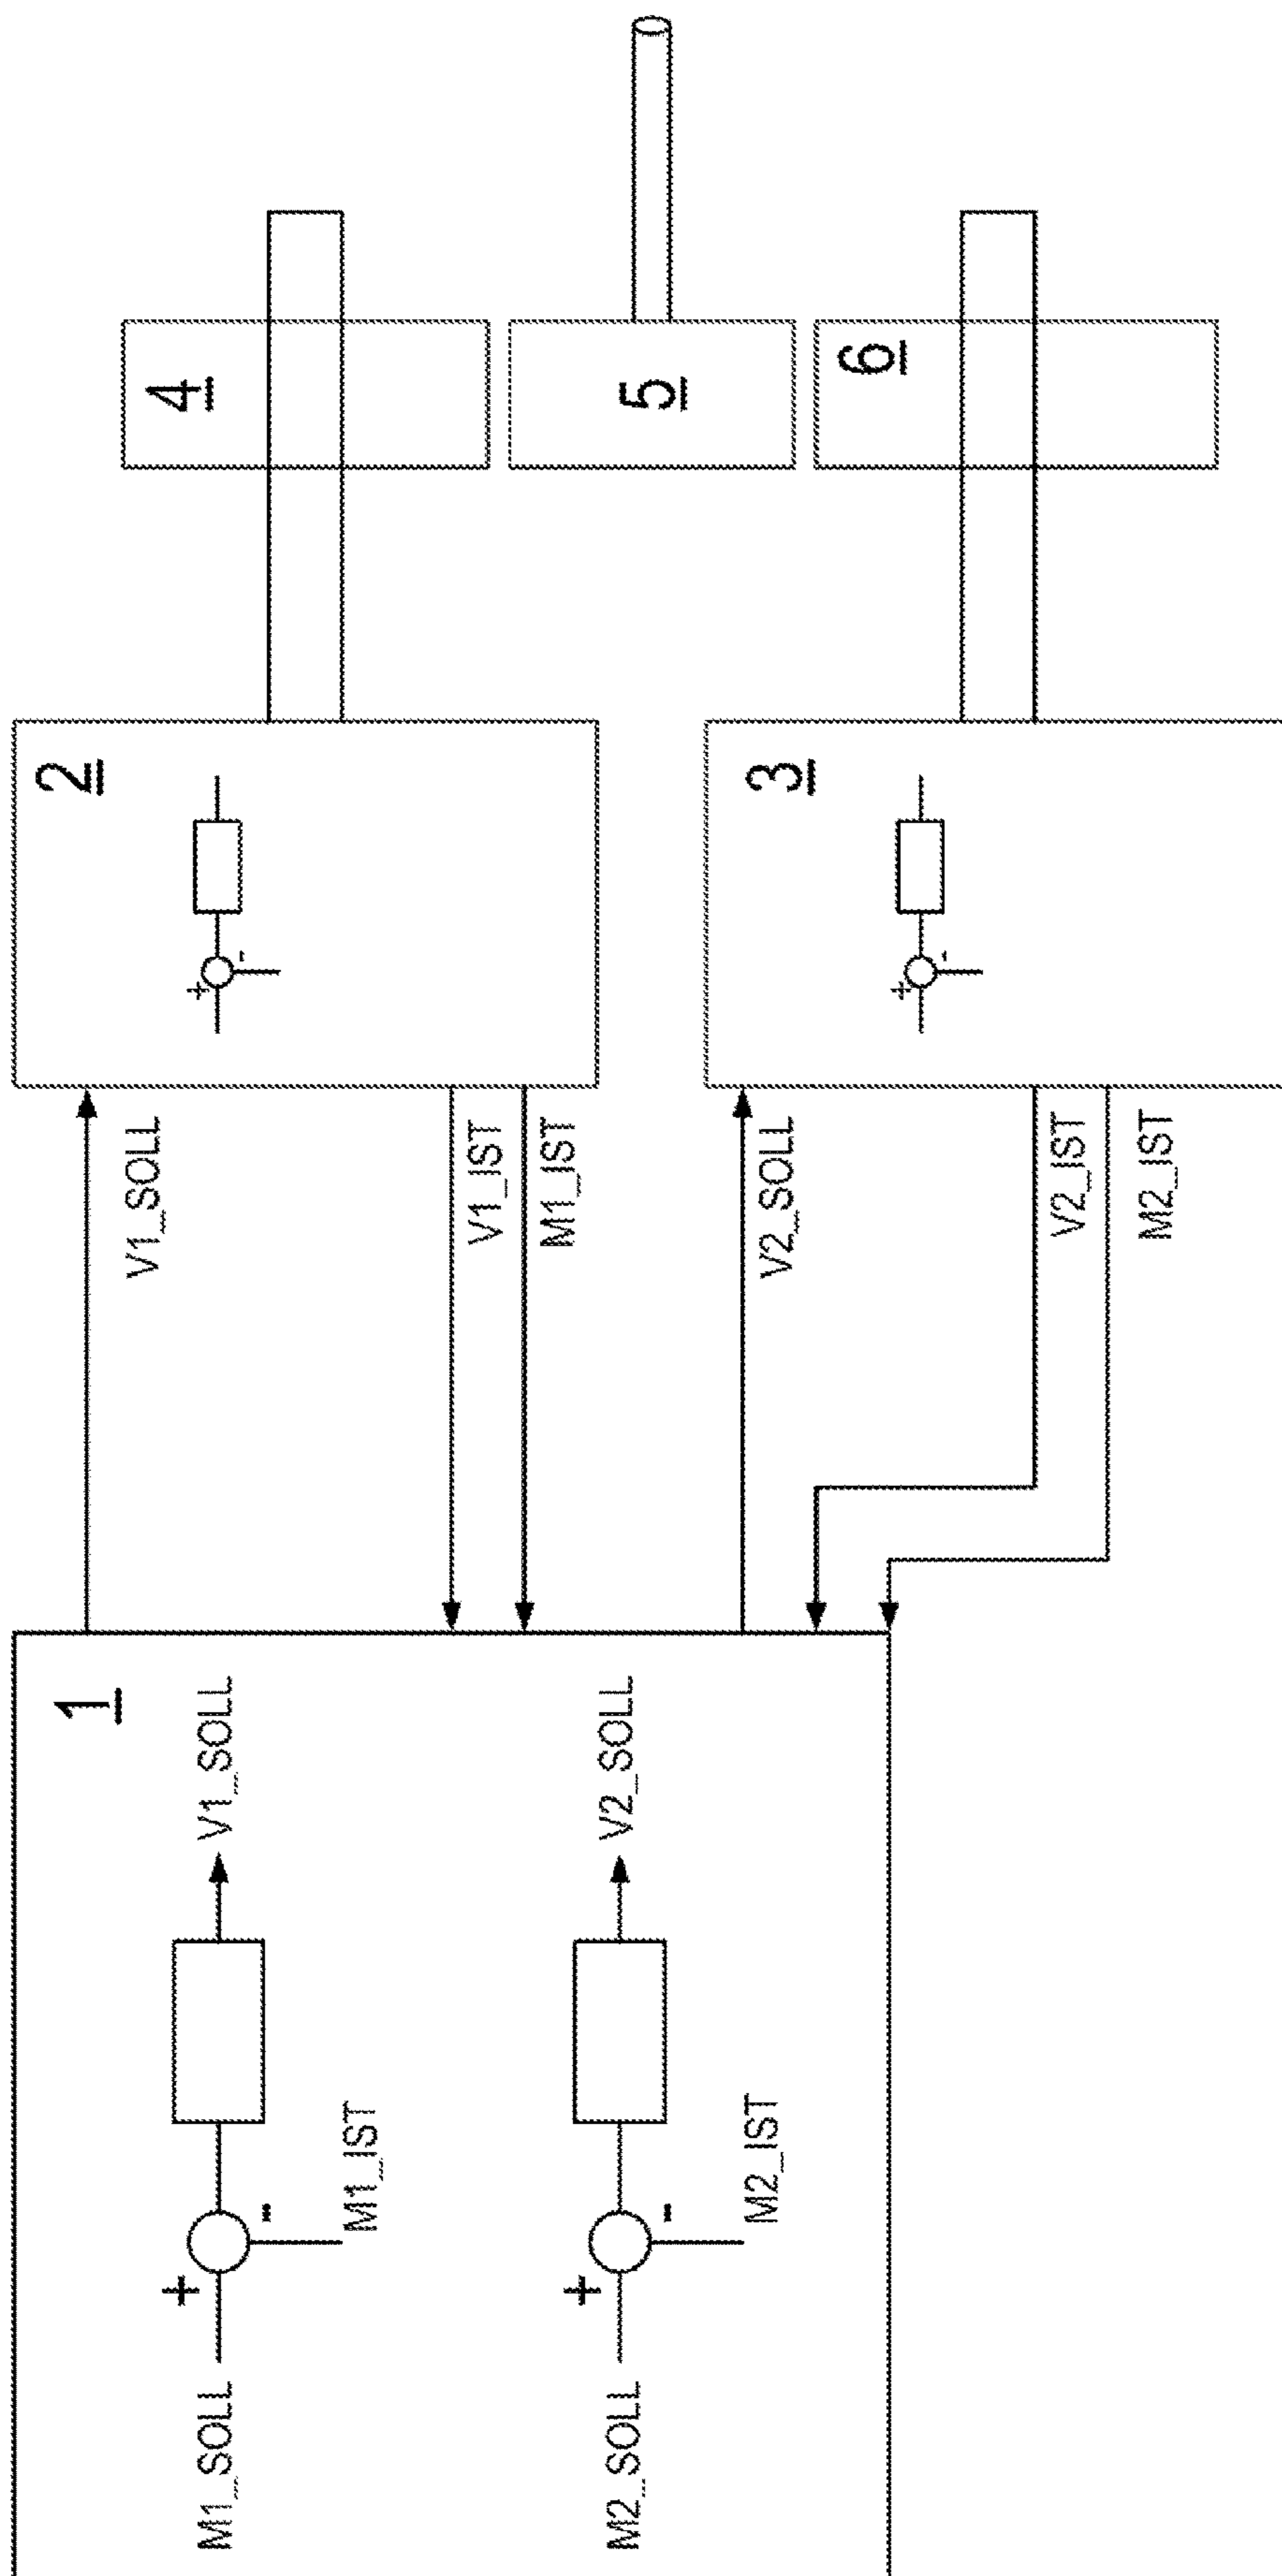 1
M1_SOLL
+
-
M1_IST
V1_SOLL
M2_SOLL
+
-
M2_IST
V2_SOLL
V1_SOLL
V1_IST
M1_IST
V2_SOLL
V2_IST
M2_IST
2
+
-
3
+
-
4
5
6